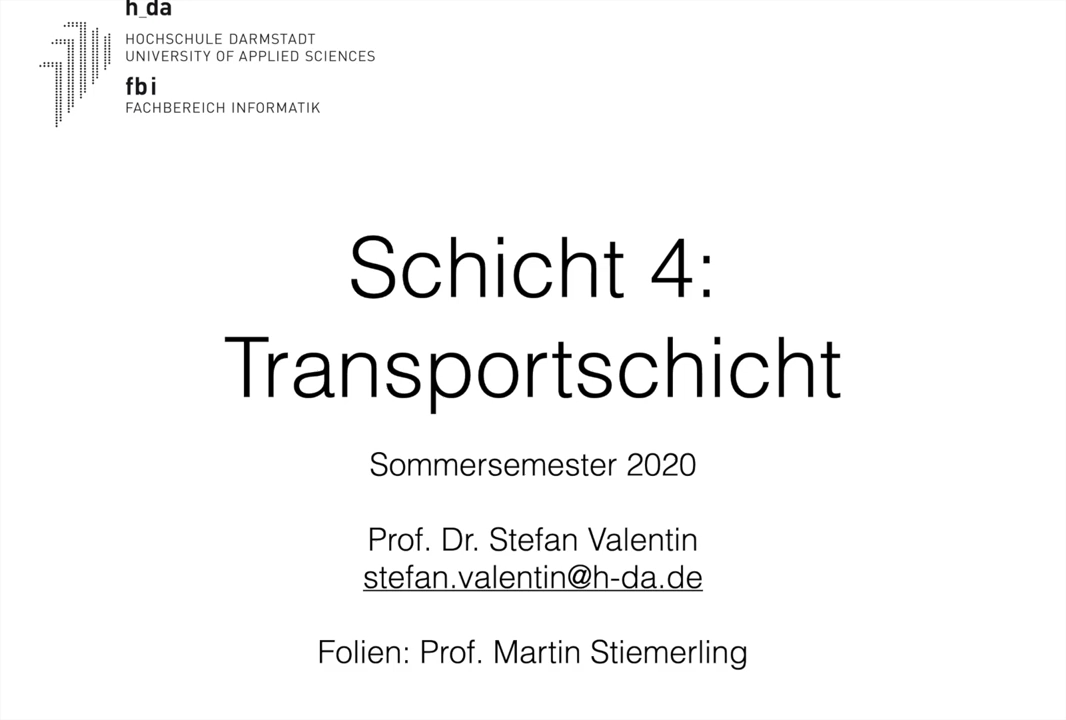 h_da
HOCHSCHULE DARMSTADT
UNIVERSITY OF APPLIED SCIENCES
fbi
FACHBEREICH INFORMATIK
Schicht 4:
Transportschicht
Sommersemester 2020
Prof. Dr. Stefan Valentin
stefan.valentin@h-da.de
Folien: Prof. Martin Stiemerling